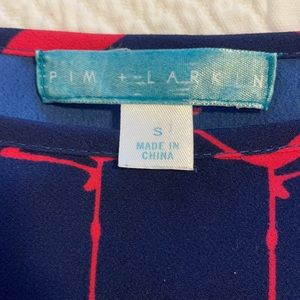 PIM + LARKIN
S
MADE IN
CHINA